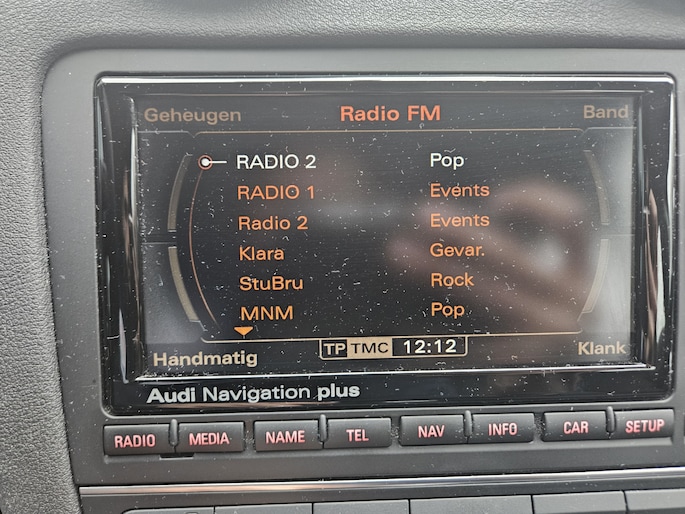 Geheugen Radio FM Band
RADIO 2 Pop
RADIO 1 Events
Radio 2 Events
Klara Gevar.
StuBru Rock
MNM Pop
Handmatig TP TMC 12:12 Klank
Audi Navigation plus
RADIO MEDIA NAME TEL NAV INFO CAR SETUP